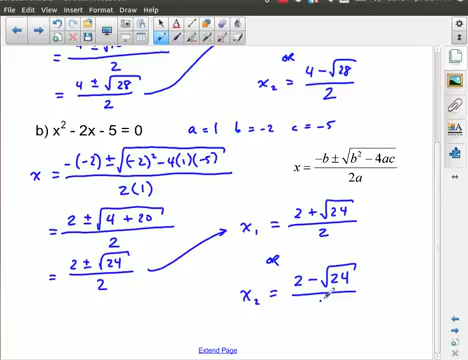 File Edit View Insert Format Tools Draw Help
2
= 4 ± √28 / 2
or
x₂ = 4 - √28 / 2
b) x² - 2x - 5 = 0 a = 1 b = -2 c = -5
x = -(-2) ± √(-2)² - 4(1)(-5) / 2(1)
x = -b ± √b² - 4ac / 2a
= 2 ± √4 + 20 / 2
x₁ = 2 + √24 / 2
= 2 ± √24 / 2
or
x₂ = 2 - √24
Extend Page